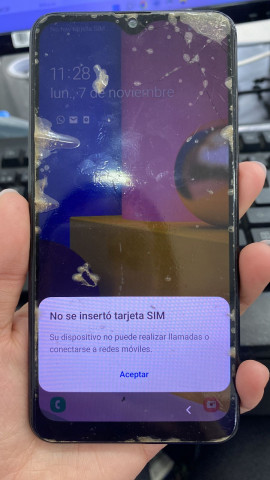 11:28
lun., 7 de noviembre
No se insertó tarjeta SIM
Su dispositivo no puede realizar llamadas o
conectarse a redes móviles.
Aceptar